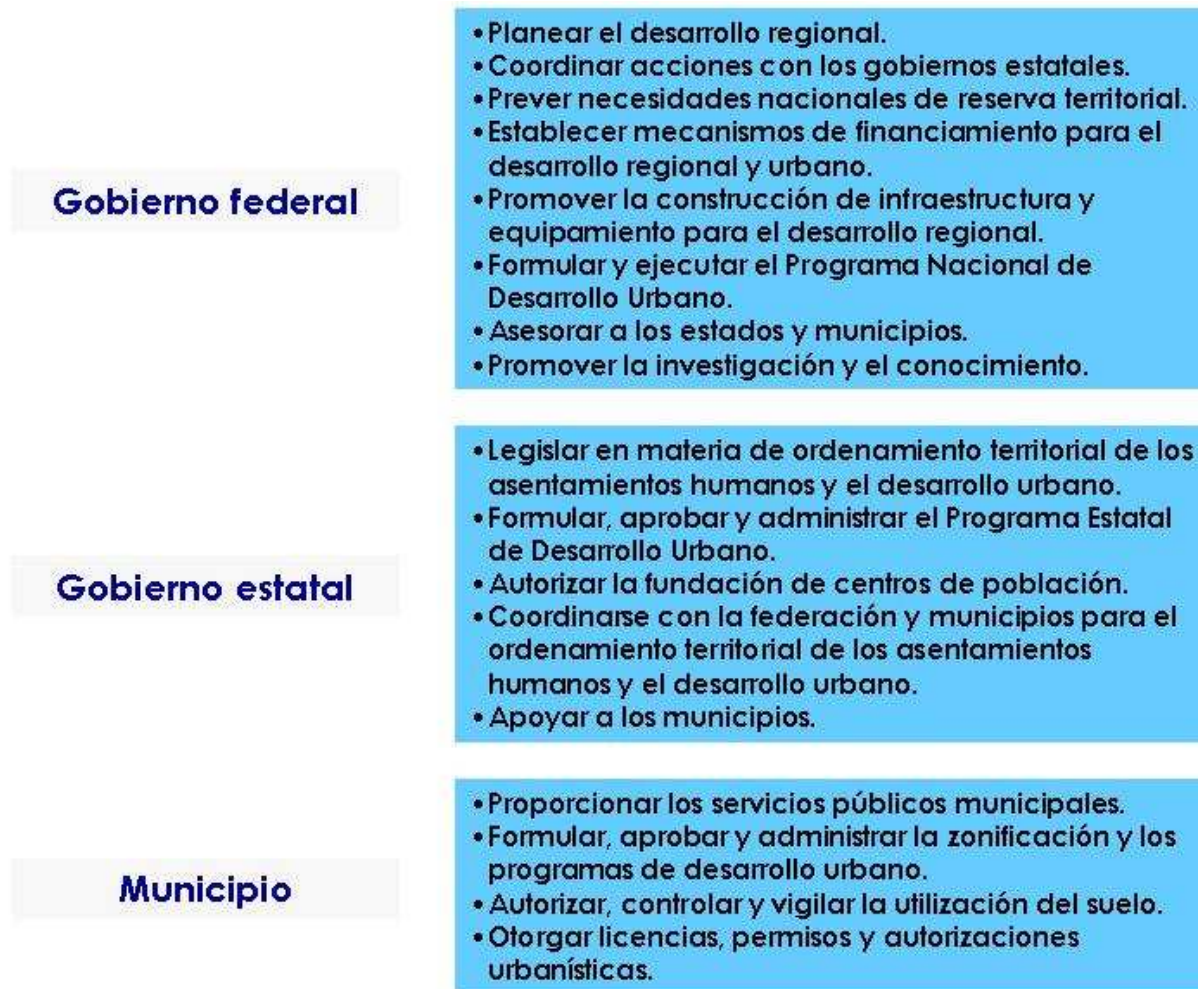 Gobierno federal
•Planear el desarrollo regional.
•Coordinar acciones con los gobiernos estatales.
•Prever necesidades nacionales de reserva territorial.
•Establecer mecanismos de financiamiento para el
desarrollo regional y urbano.
•Promover la construcción de infraestructura y
equipamiento para el desarrollo regional.
•Formular y ejecutar el Programa Nacional de
Desarrollo Urbano.
•Asesorar a los estados y municipios.
•Promover la investigación y el conocimiento.
Gobierno estatal
•Legislar en materia de ordenamiento territorial de los
asentamientos humanos y el desarrollo urbano.
•Formular, aprobar y administrar el Programa Estatal
de Desarrollo Urbano.
•Autorizar la fundación de centros de población.
•Coordinarse con la federación y municipios para el
ordenamiento territorial de los asentamientos
humanos y el desarrollo urbano.
•Apoyar a los municipios.
Municipio
•Proporcionar los servicios públicos municipales.
•Formular, aprobar y administrar la zonificación y los
programas de desarrollo urbano.
•Autorizar, controlar y vigilar la utilización del suelo.
•Otorgar licencias, permisos y autorizaciones
urbanísticas.